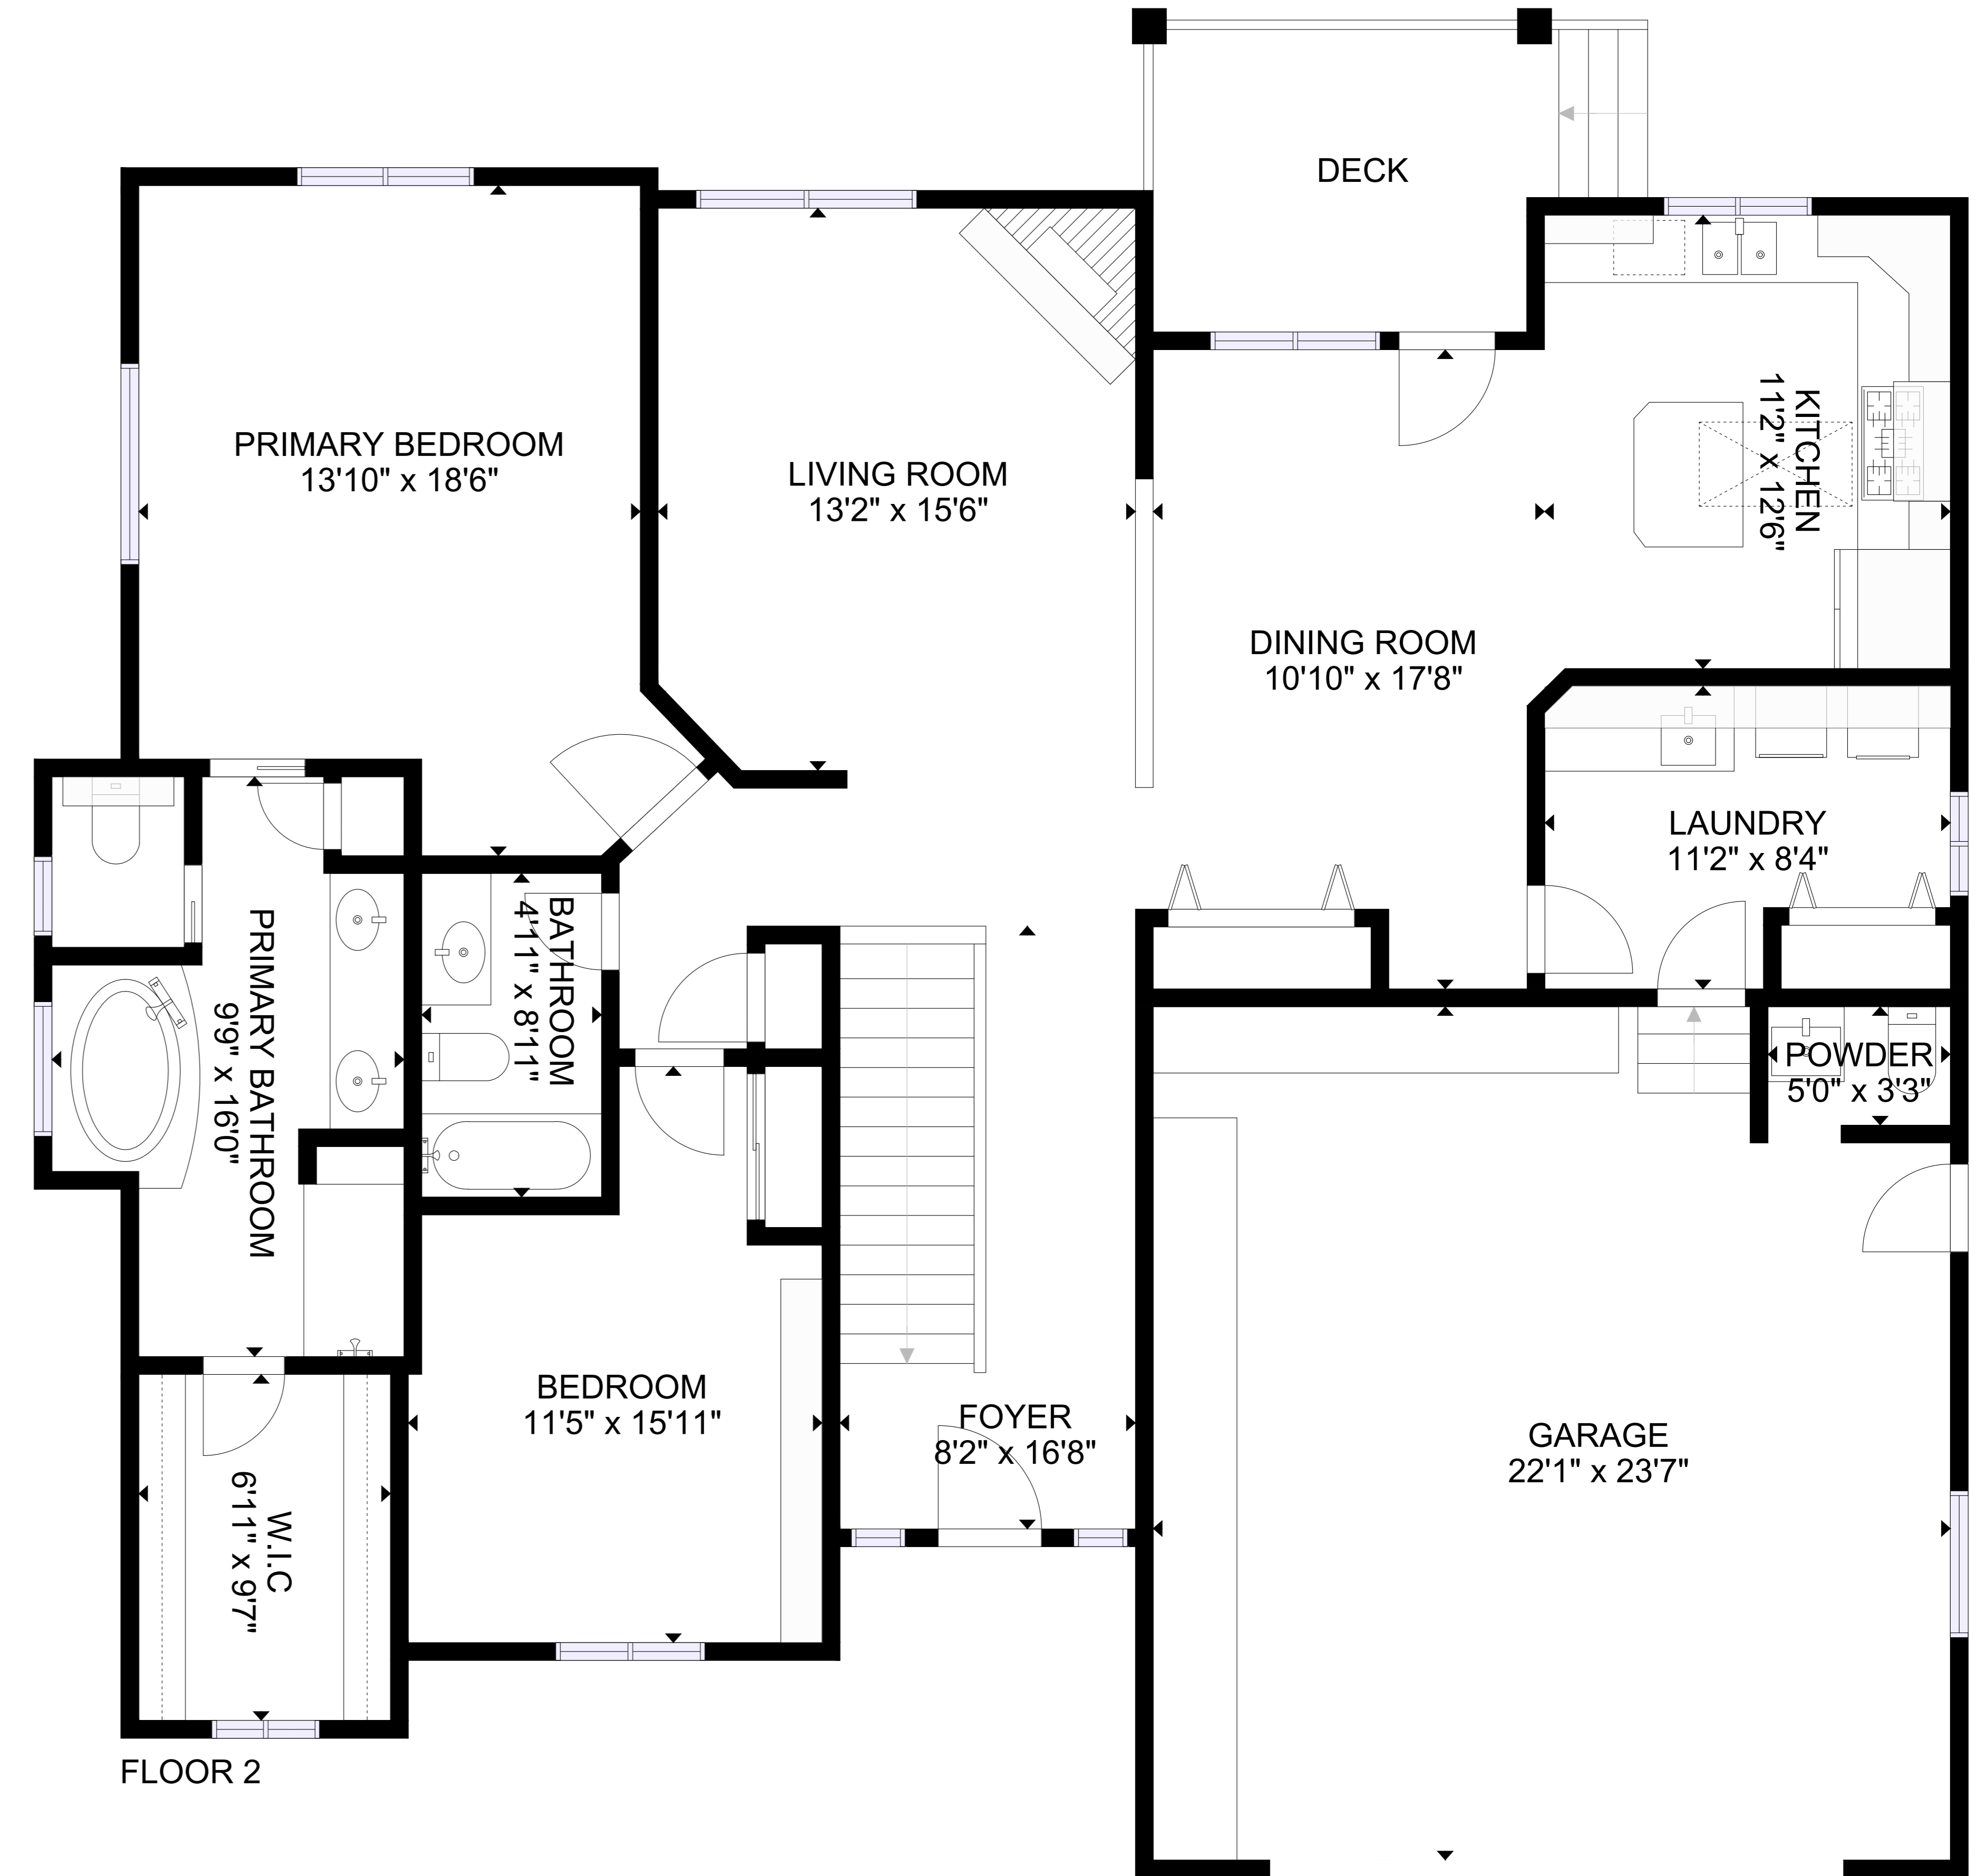 DECK
PRIMARY BEDROOM
13'10" x 18'6"
LIVING ROOM
13'2" x 15'6"
KITCHEN
11'2" x 12'6"
DINING ROOM
10'10" x 17'8"
LAUNDRY
11'2" x 8'4"
PRIMARY BATHROOM
9'9" x 16'0"
BATHROOM
4'11" x 8'11"
POWDER
5'0" x 3'3"
BEDROOM
11'5" x 15'11"
FOYER
8'2" x 16'8"
GARAGE
22'1" x 23'7"
W.I.C
6'11" x 9'7"
FLOOR 2